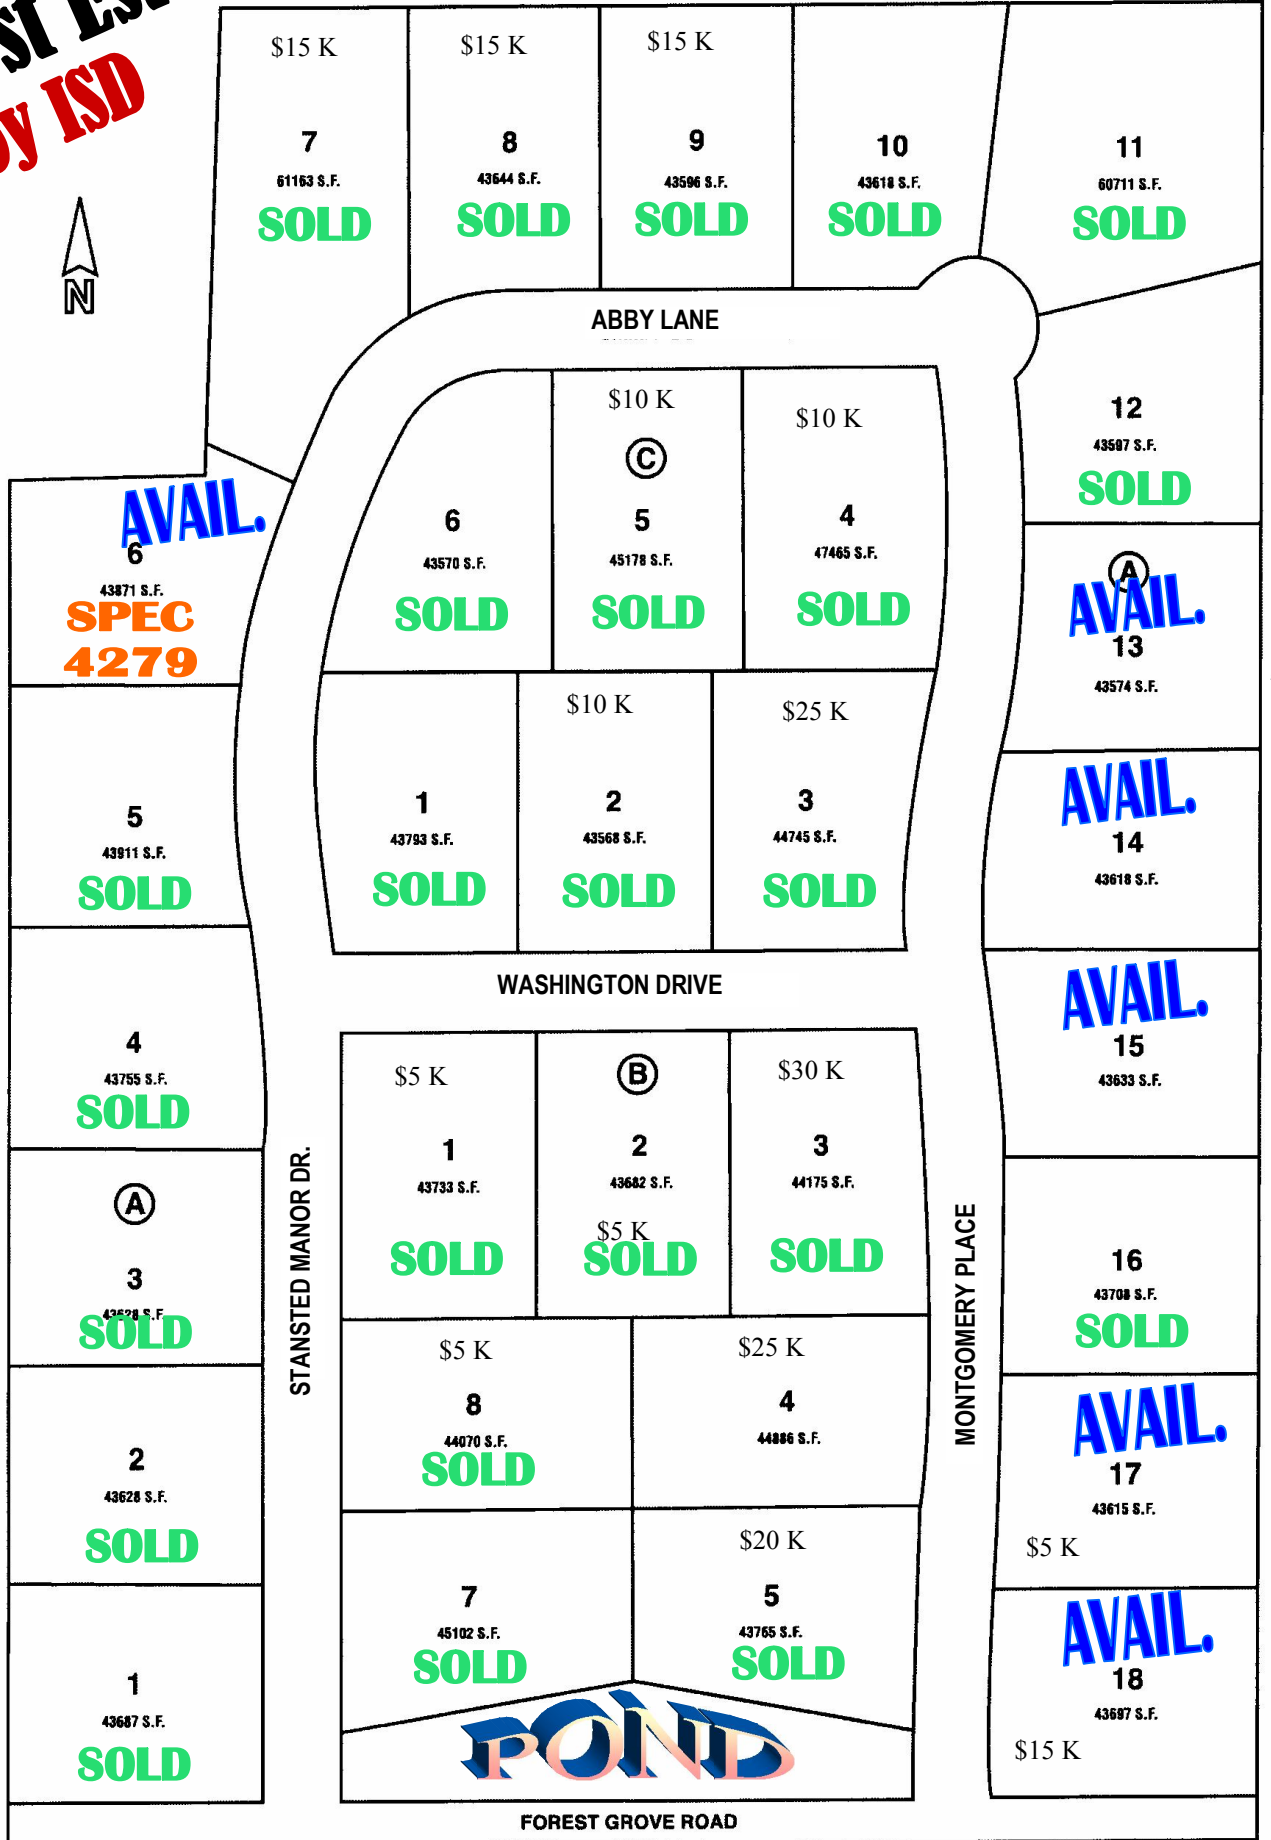 ISD
$15 K
$15 K
$15 K
7
61163 S.F.
SOLD
8
43644 S.F.
SOLD
9
43596 S.F.
SOLD
10
43618 S.F.
SOLD
11
60711 S.F.
SOLD
N
ABBY LANE
12
43597 S.F.
SOLD
AVAIL.
6
43871 S.F.
SPEC
4279
6
43570 S.F.
SOLD
$10 K
C
5
45178 S.F.
SOLD
$10 K
4
47465 S.F.
SOLD
A
AVAIL.
13
43574 S.F.
5
43911 S.F.
SOLD
1
43793 S.F.
SOLD
$10 K
2
43568 S.F.
SOLD
$25 K
3
44745 S.F.
SOLD
AVAIL.
14
43618 S.F.
WASHINGTON DRIVE
4
43755 S.F.
SOLD
$5 K
1
43733 S.F.
SOLD
B
2
43682 S.F.
$5 K
SOLD
$30 K
3
44175 S.F.
SOLD
AVAIL.
15
43633 S.F.
A
3
43628 S.F.
SOLD
STANSTED MANOR DR.
MONTGOMERY PLACE
16
43708 S.F.
SOLD
2
43628 S.F.
SOLD
$5 K
8
44070 S.F.
SOLD
$25 K
4
44886 S.F.
AVAIL.
17
43615 S.F.
$5 K
1
43687 S.F.
SOLD
7
45102 S.F.
SOLD
$20 K
5
43765 S.F.
SOLD
AVAIL.
18
43697 S.F.
$15 K
POND
FOREST GROVE ROAD